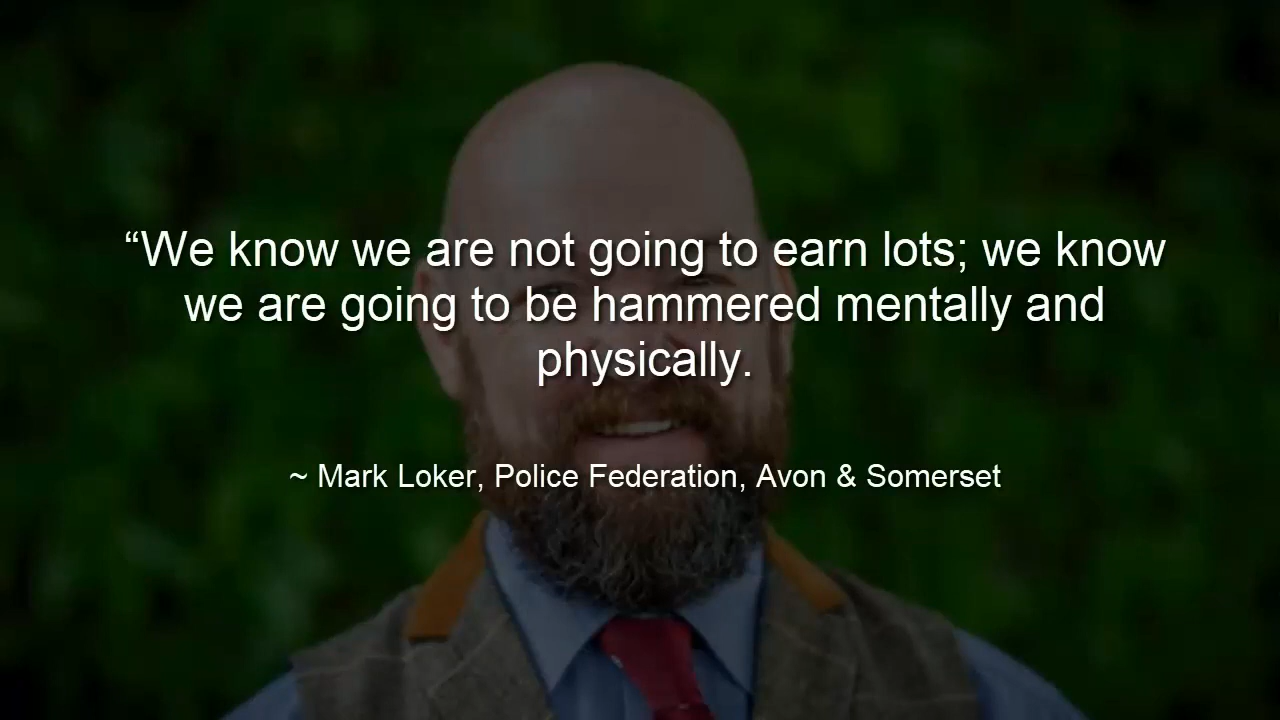 “We know we are not going to earn lots; we know
we are going to be hammered mentally and
physically.
~ Mark Loker, Police Federation, Avon & Somerset